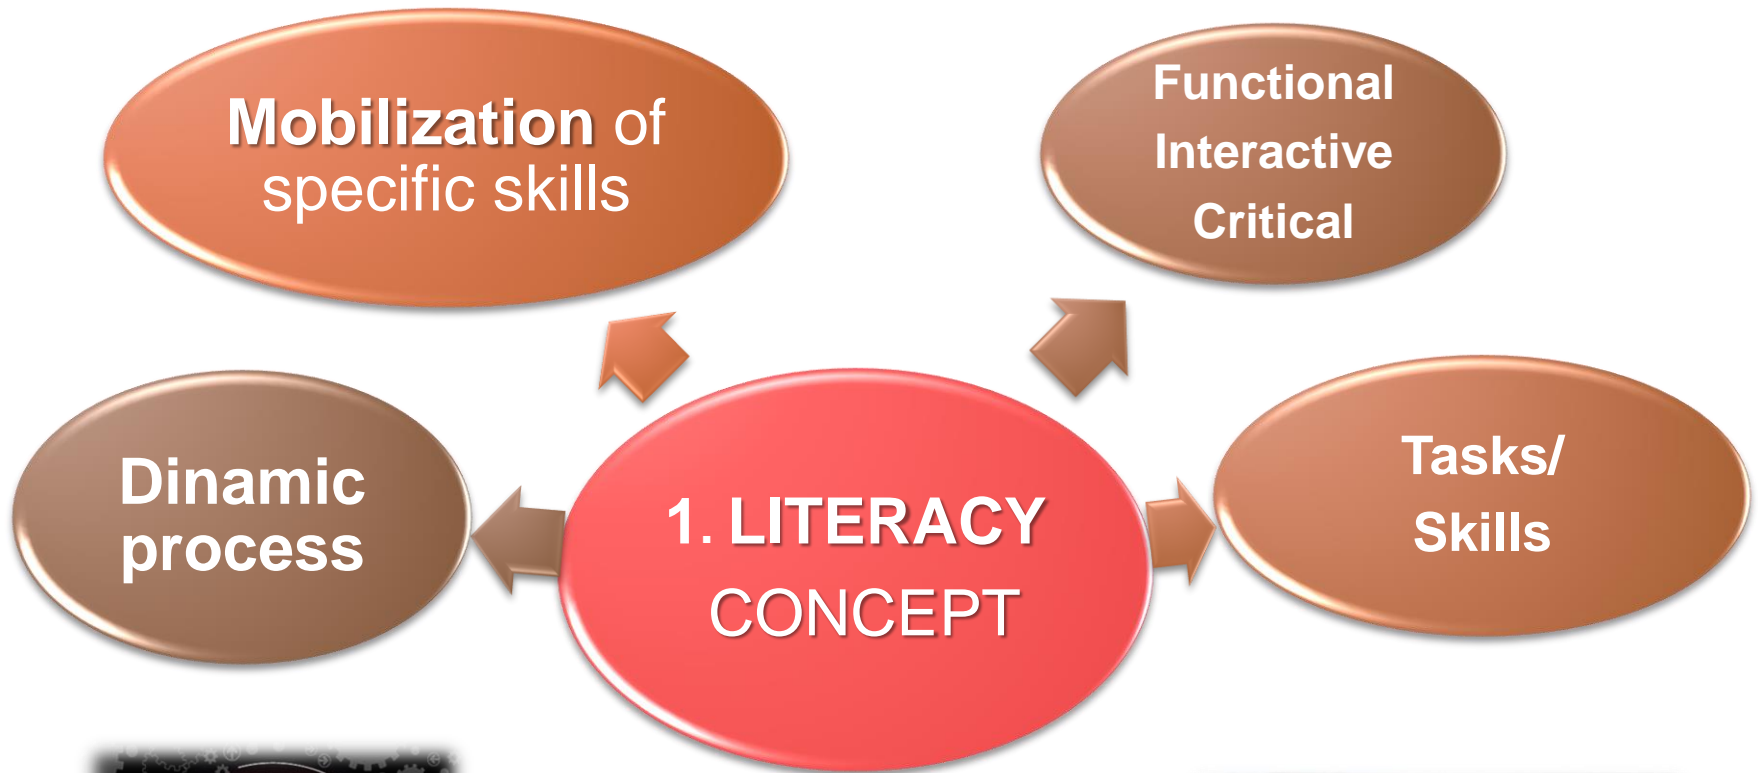 Mobilization of
specific skills
Functional
Interactive
Critical
Dinamic
process
1. LITERACY
CONCEPT
Tasks/
Skills